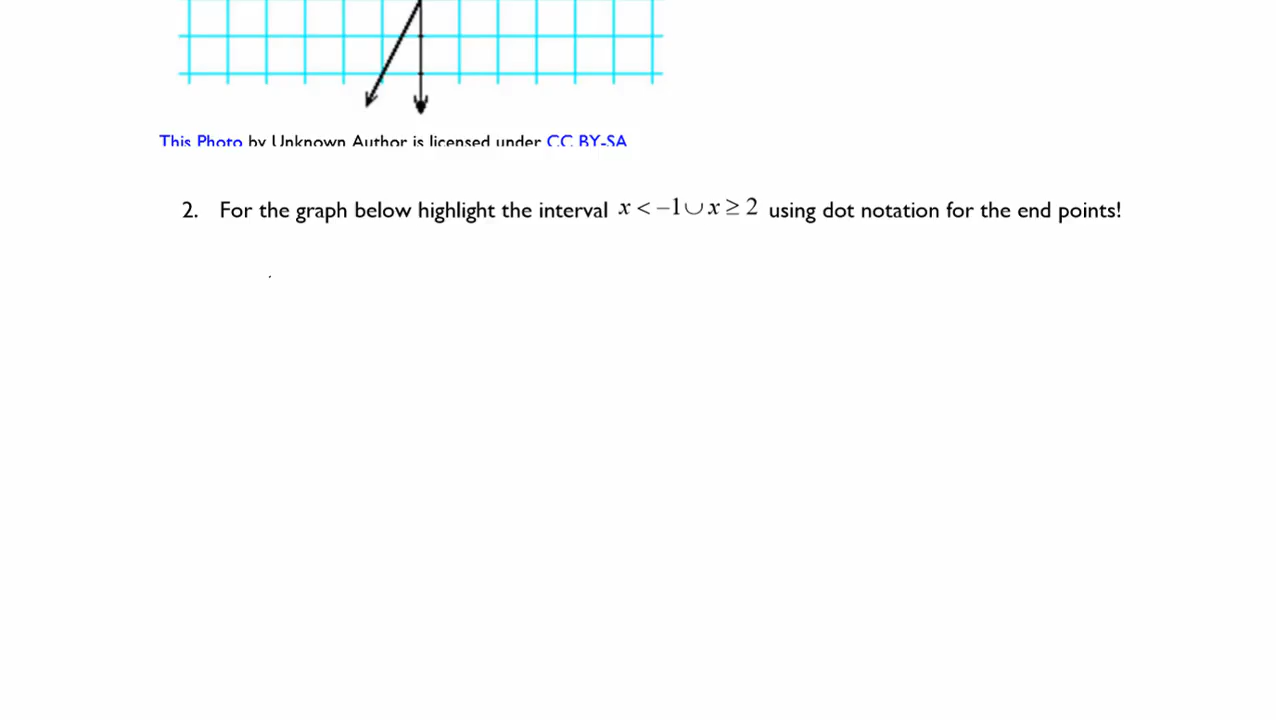 This Photo by Unknown Author is licensed under CC BY-SA
2. For the graph below highlight the interval x < −1 ∪ x ≥ 2 using dot notation for the end points!